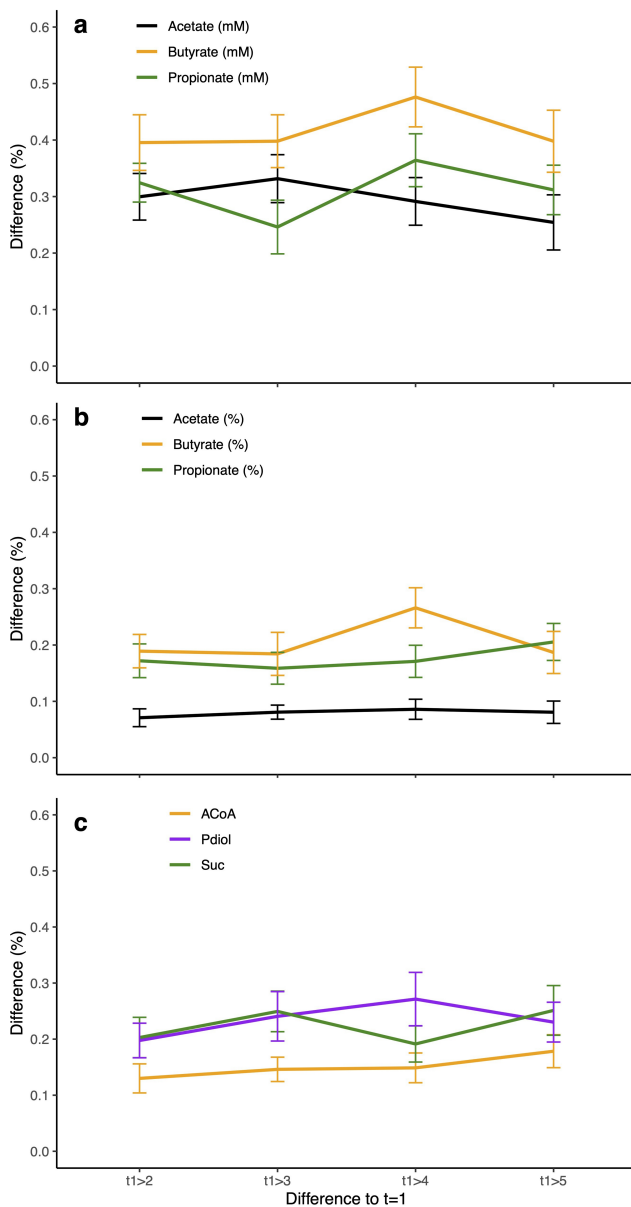 a
Acetate (mM)
Butyrate (mM)
Propionate (mM)
Difference (%)
0.6
0.5
0.4
0.3
0.2
0.1
0.0
b
Acetate (%)
Butyrate (%)
Propionate (%)
Difference (%)
0.6
0.5
0.4
0.3
0.2
0.1
0.0
c
ACoA
Pdiol
Suc
Difference (%)
0.6
0.5
0.4
0.3
0.2
0.1
0.0
t1>2 t1>3 t1>4 t1>5
Difference to t=1